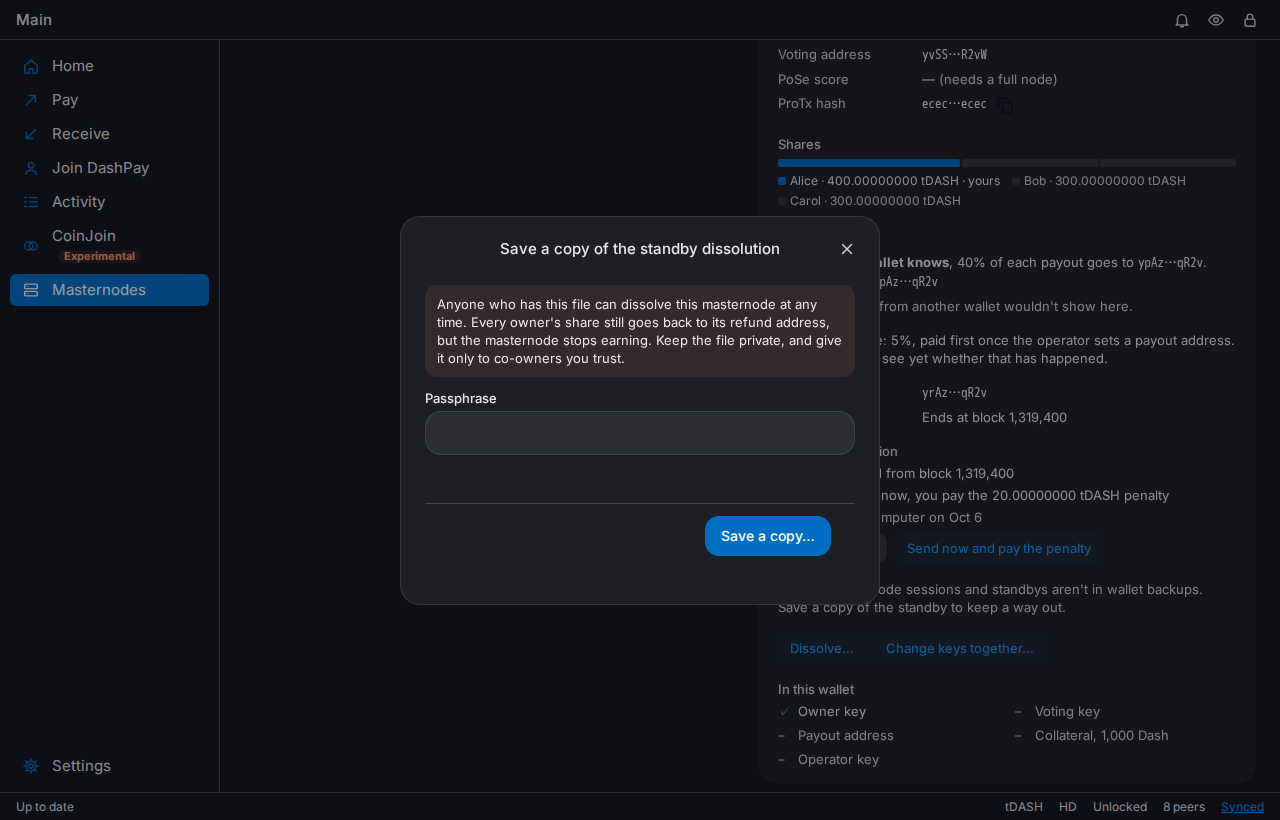 Main
Home
Pay
Receive
Join DashPay
Activity
CoinJoin
Experimental
Masternodes
Settings
Voting address yvSS···R2vW
PoSe score — (needs a full node)
ProTx hash ecec···ecec
Shares
Alice · 400.00000000 tDASH · yours Bob · 300.00000000 tDASH
Carol · 300.00000000 tDASH
knows, 40% of each payout goes to ypAz···qR2v.
pAz···qR2v
from another wallet wouldn't show here.
: 5%, paid first once the operator sets a payout address.
see yet whether that has happened.
yrAz···qR2v
Ends at block 1,319,400
from block 1,319,400
now, you pay the 20.00000000 tDASH penalty
on Oct 6
Send now and pay the penalty
sessions and standbys aren't in wallet backups.
Save a copy of the standby to keep a way out.
Dissolve... Change keys together...
In this wallet
✓ Owner key – Voting key
– Payout address – Collateral, 1,000 Dash
– Operator key
Save a copy of the standby dissolution
Anyone who has this file can dissolve this masternode at any
time. Every owner's share still goes back to its refund address,
but the masternode stops earning. Keep the file private, and give
it only to co-owners you trust.
Passphrase
Save a copy...
Up to date tDASH HD Unlocked 8 peers Synced